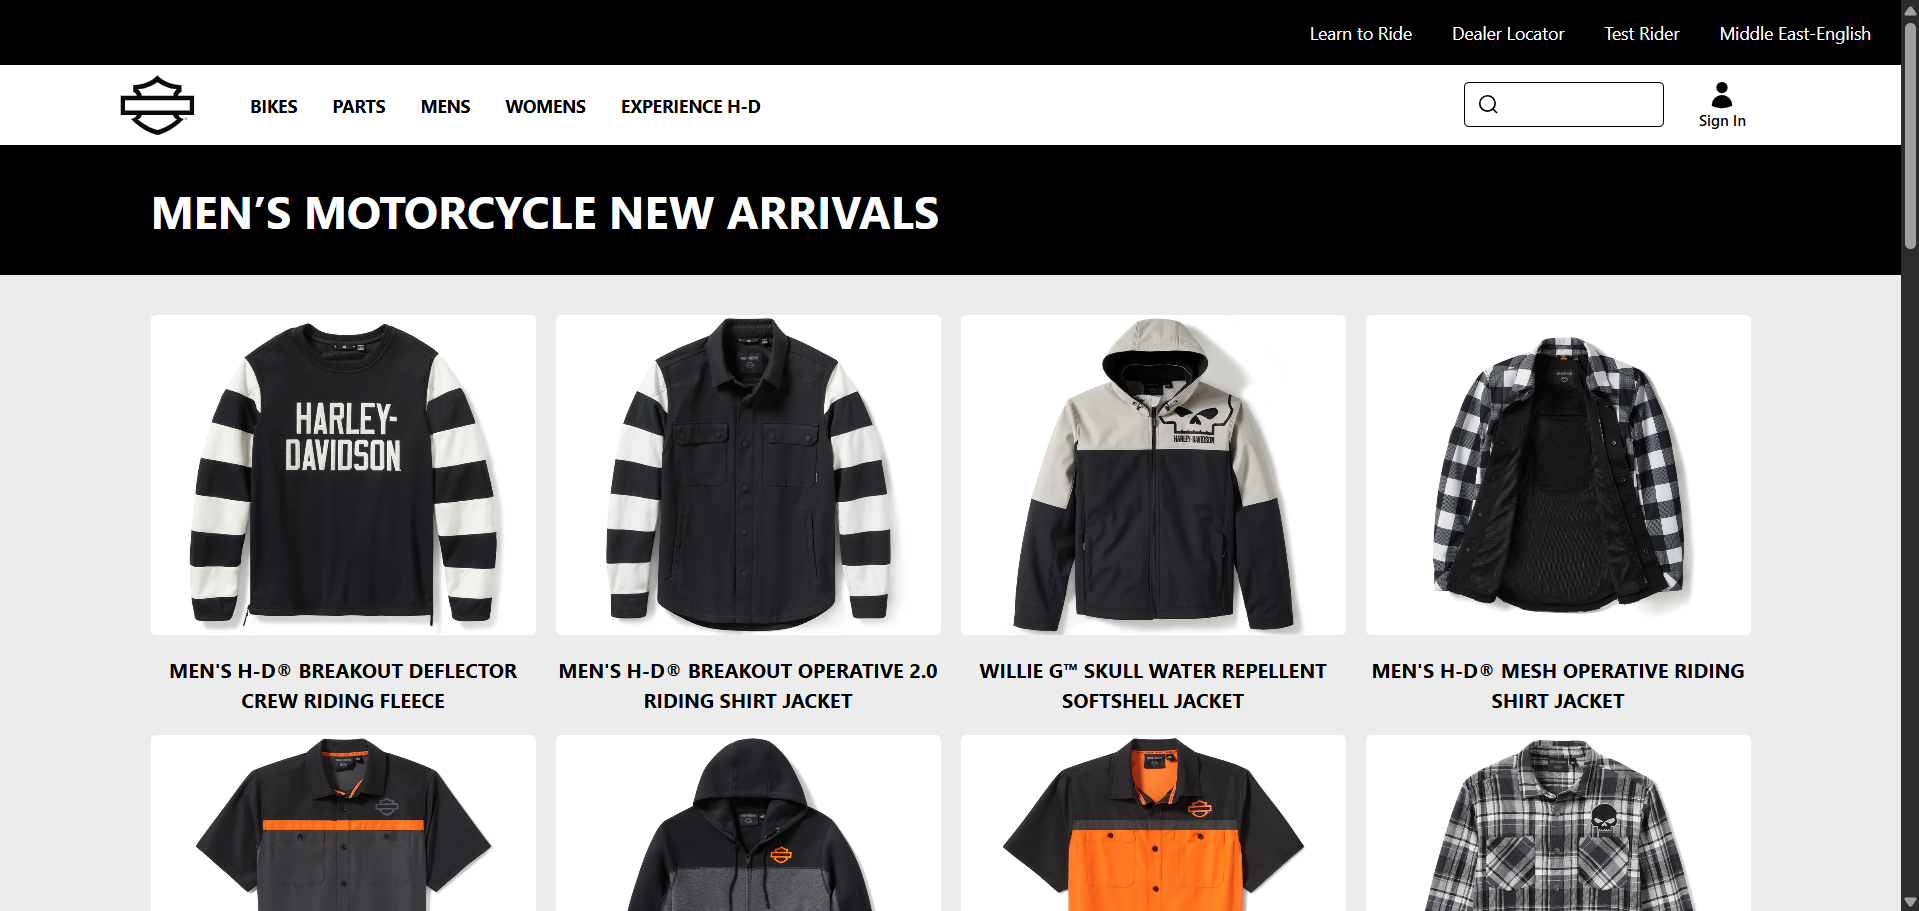 Learn to Ride
Dealer Locator
Test Rider
Middle East-English
BIKES
PARTS
MENS
WOMENS
EXPERIENCE H-D
Sign In
MEN’S MOTORCYCLE NEW ARRIVALS
HARLEY-
DAVIDSON
HARLEY-DAVIDSON
MEN'S H-D® BREAKOUT DEFLECTOR
CREW RIDING FLEECE
MEN'S H-D® BREAKOUT OPERATIVE 2.0
RIDING SHIRT JACKET
WILLIE G™ SKULL WATER REPELLENT
SOFTSHELL JACKET
MEN'S H-D® MESH OPERATIVE RIDING
SHIRT JACKET